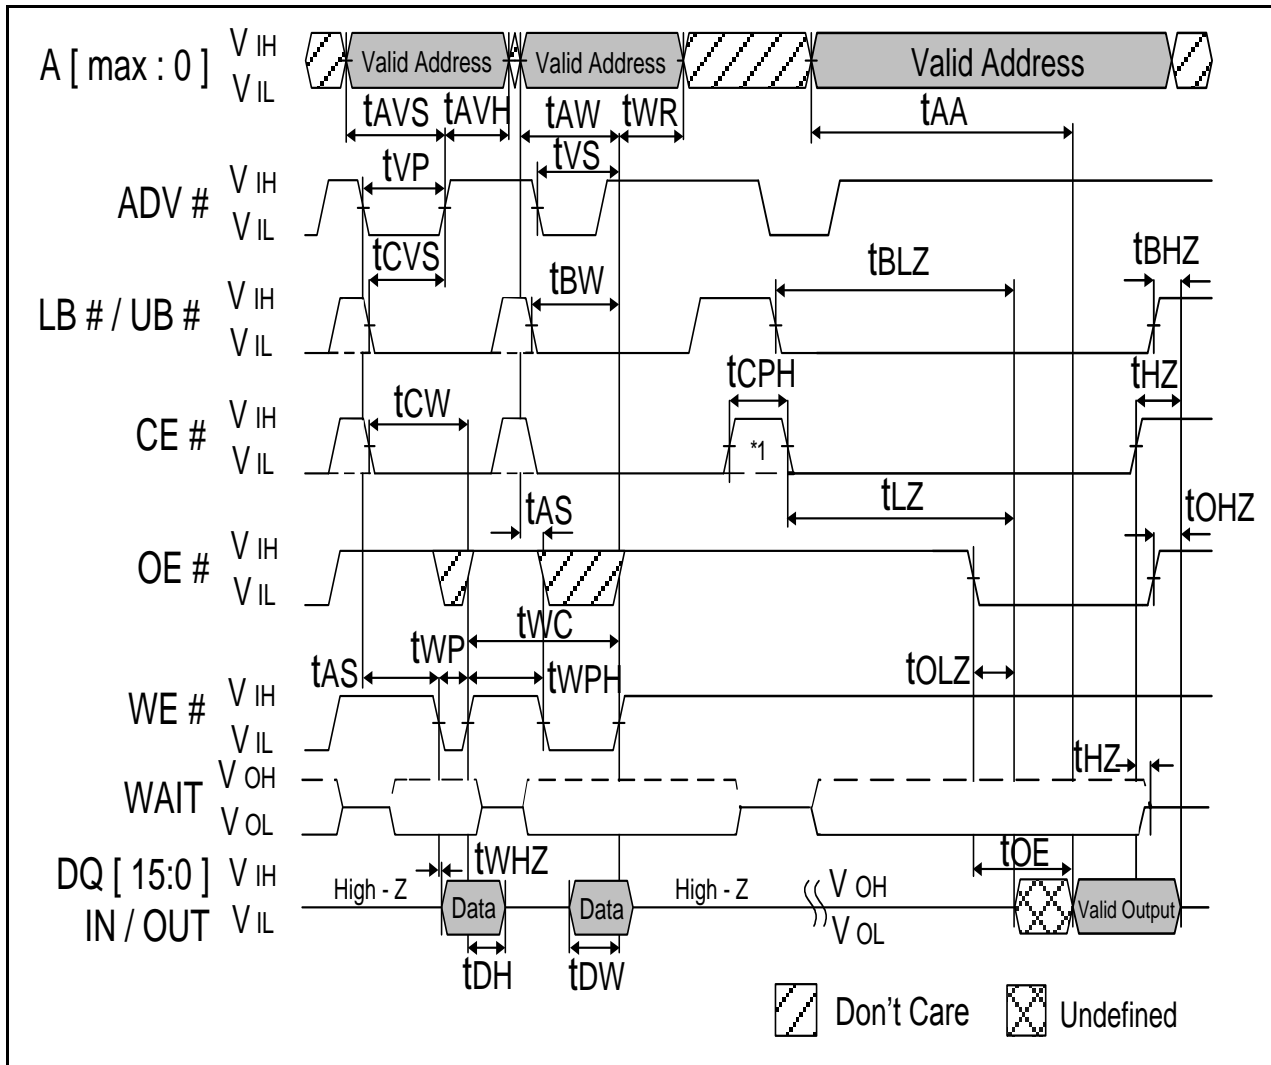 A [ max : 0 ] V IH V IL Valid Address Valid Address Valid Address
tAVS tAVH tAW tWR tAA
tVP tVS
ADV # V IH V IL
tCVS tBW tBLZ tBHZ
LB # / UB # V IH V IL
tCW tCPH tHZ
CE # V IH V IL *1
tAS tLZ tOHZ
OE # V IH V IL
tWC
tAS tWP tWPH tOLZ
WE # V IH V IL
tHZ
WAIT V OH V OL
tWHZ tOE
DQ [ 15:0 ] V IH High - Z Data Data High - Z V OH Valid Output
IN / OUT V IL V OL
tDH tDW
Don't Care Undefined